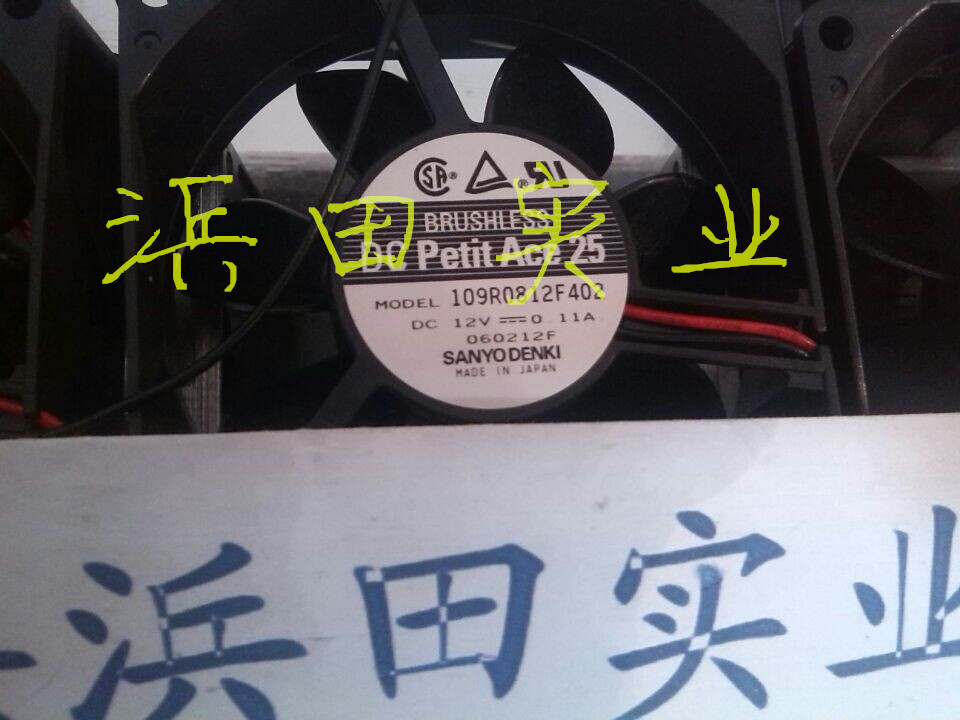 SA
BRUSHLESS
DC Petit Ace 25
MODEL 109R0812F402
DC 12V 0.11A
060212F
SANYO DENKI
MADE IN JAPAN
浜田实业
浜田实业